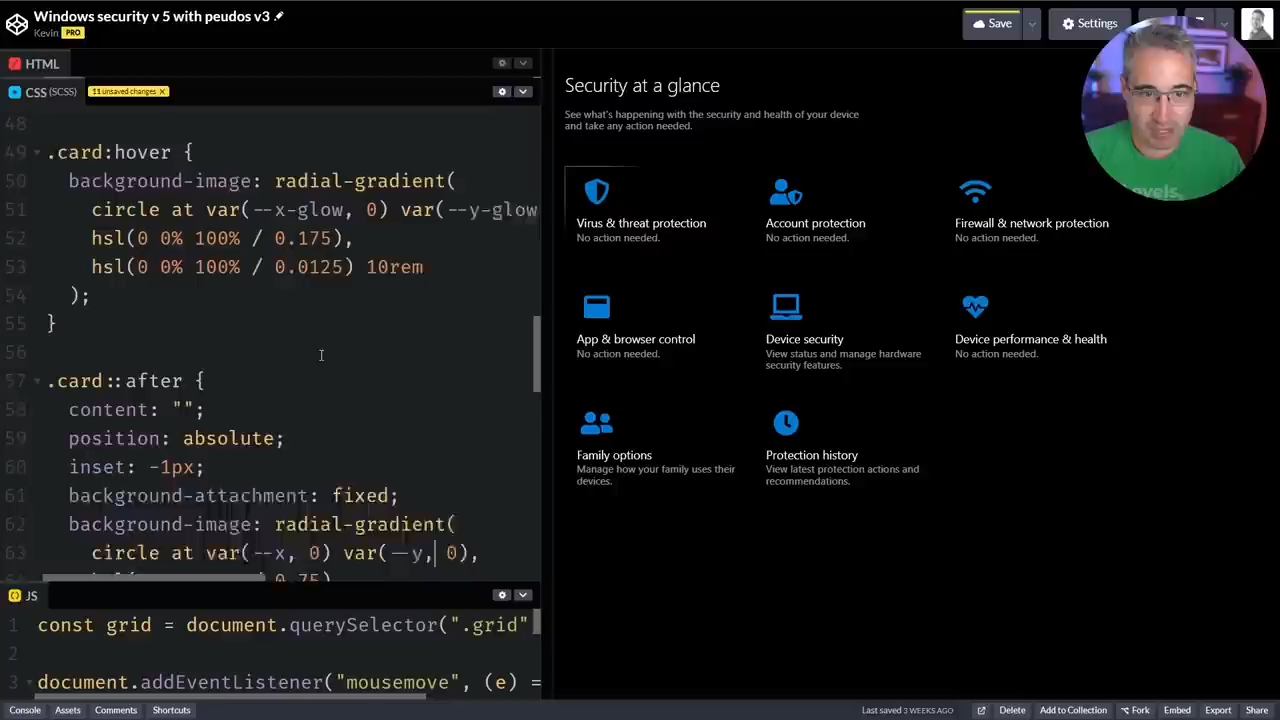 Windows security v 5 with peudos v3
Kevin PRO
Save
Settings
HTML
CSS (SCSS) 11 unsaved changes X
48
49 .card:hover {
50 background-image: radial-gradient(
51 circle at var(--x-glow, 0) var(--y-glow
52 hsl(0 0% 100% / 0.175),
53 hsl(0 0% 100% / 0.0125) 10rem
54 );
55 }
56
57 .card::after {
58 content: "";
59 position: absolute;
60 inset: -1px;
61 background-attachment: fixed;
62 background-image: radial-gradient(
63 circle at var(--x, 0) var(--y, 0),
0.75)
JS
1 const grid = document.querySelector(".grid"
2
3 document.addEventListener("mousemove", (e) =
Security at a glance
See what's happening with the security and health of your device
and take any action needed.
Virus & threat protection
No action needed.
Account protection
No action needed.
Firewall & network protection
No action needed.
App & browser control
No action needed.
Device security
View status and manage hardware
security features.
Device performance & health
No action needed.
Family options
Manage how your family uses their
devices.
Protection history
View latest protection actions and
recommendations.
Console Assets Comments Shortcuts
Last saved 3 WEEKS AGO Delete Add to Collection Fork Embed Export Share